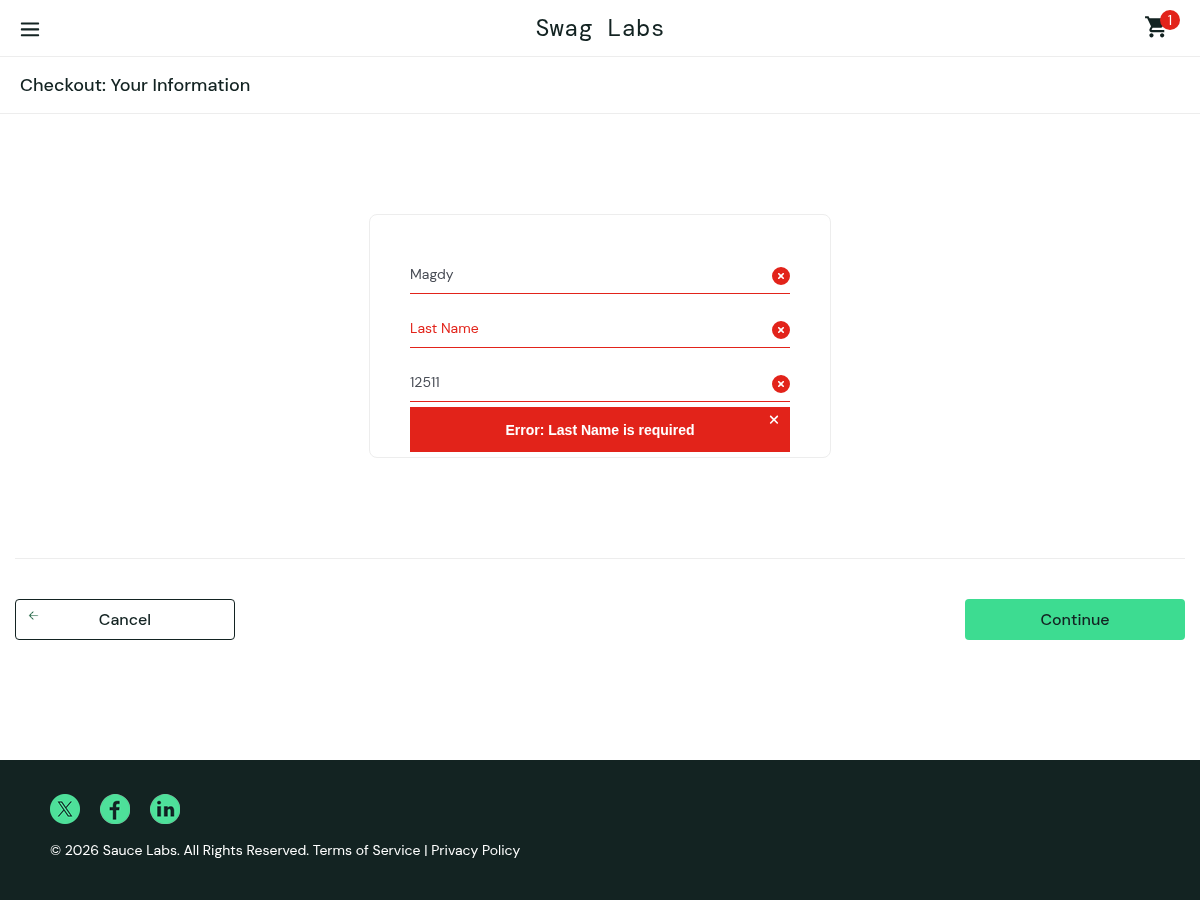 Swag Labs
1
Checkout: Your Information
Magdy
Last Name
12511
Error: Last Name is required
Cancel
Continue
© 2026 Sauce Labs. All Rights Reserved. Terms of Service | Privacy Policy